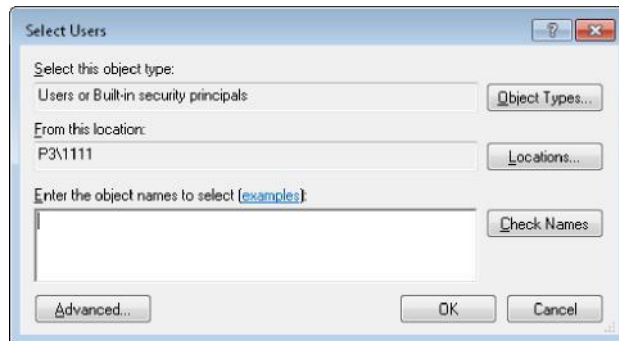 Select Users
Select this object type:
Users or Built-in security principals
Object Types...
From this location:
P3\1111
Locations...
Enter the object names to select (examples):
Check Names
Advanced...
OK
Cancel